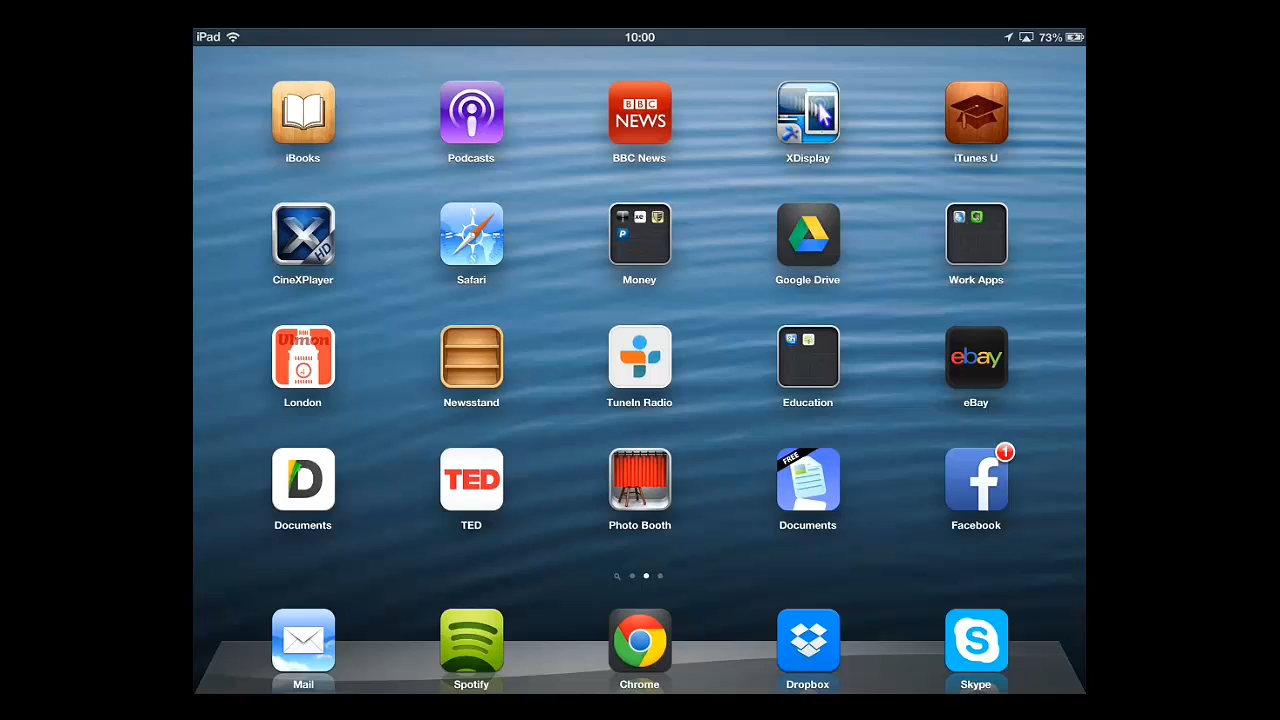 iPad 10:00 73%
BBC
NEWS
iBooks Podcasts BBC News XDisplay iTunes U
X HD xe P
CineXPlayer Safari Money Google Drive Work Apps
Ulmon ebay
London Newsstand TuneIn Radio Education eBay
D TED FREE f 1
Documents TED Photo Booth Documents Facebook
S
Mail Spotify Chrome Dropbox Skype